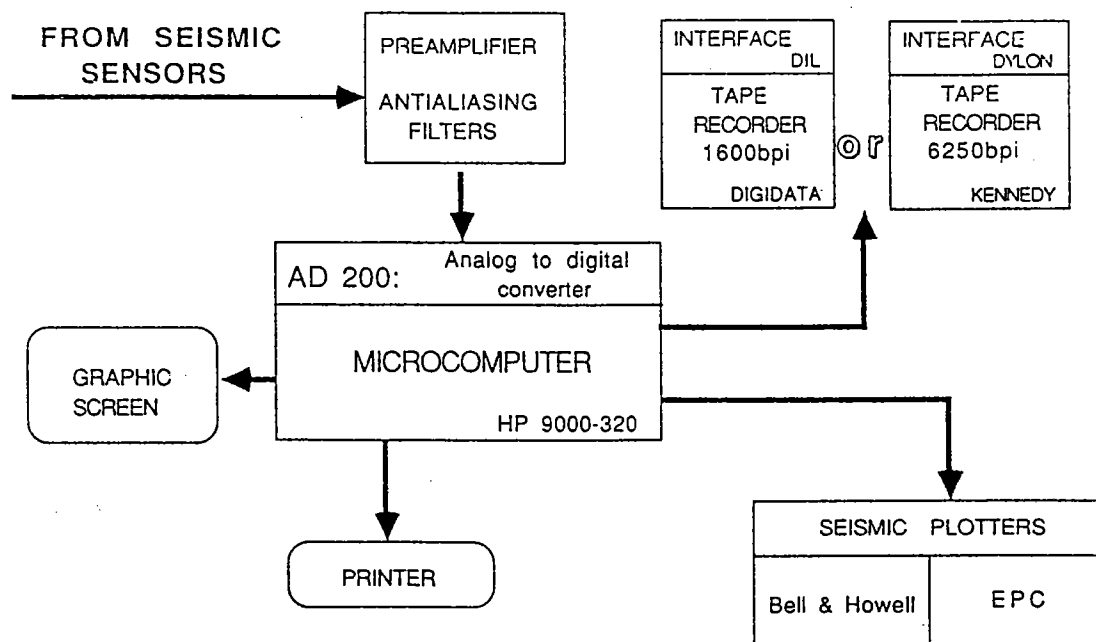 FROM SEISMIC
SENSORS
PREAMPLIFIER
ANTIALIASING
FILTERS
INTERFACE
DIL
TAPE
RECORDER
1600bpi
DIGIDATA
or
INTERFACE
DYLON
TAPE
RECORDER
6250bpi
KENNEDY
AD 200:
Analog to digital
converter
MICROCOMPUTER
HP 9000-320
GRAPHIC
SCREEN
PRINTER
SEISMIC PLOTTERS
Bell & Howell
EPC